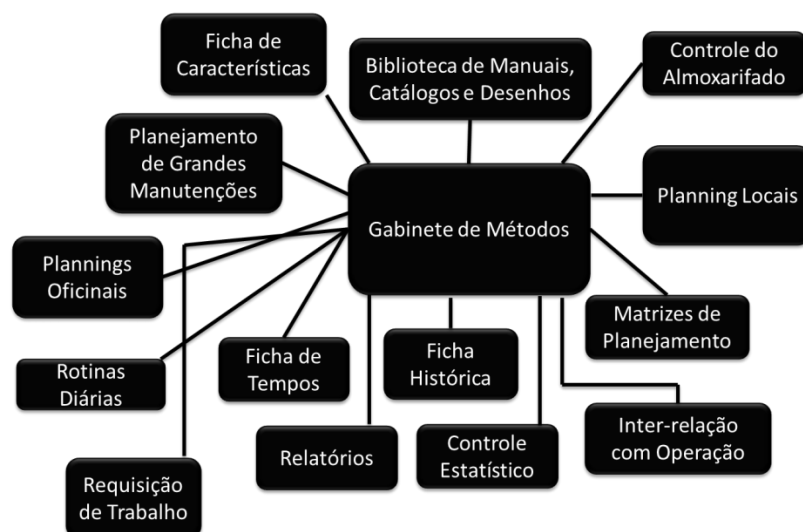 Ficha de
Características
Biblioteca de Manuais,
Catálogos e Desenhos
Controle do
Almoxarifado
Planejamento
de Grandes
Manutenções
Gabinete de Métodos
Planning Locais
Plannings
Oficinais
Matrizes de
Planejamento
Rotinas
Diárias
Ficha de
Tempos
Ficha
Histórica
Relatórios
Controle
Estatístico
Inter-relação
com Operação
Requisição
de Trabalho